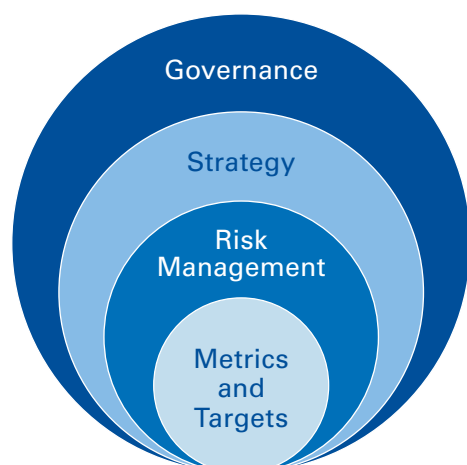 Governance
Strategy
Risk
Management
Metrics
and
Targets